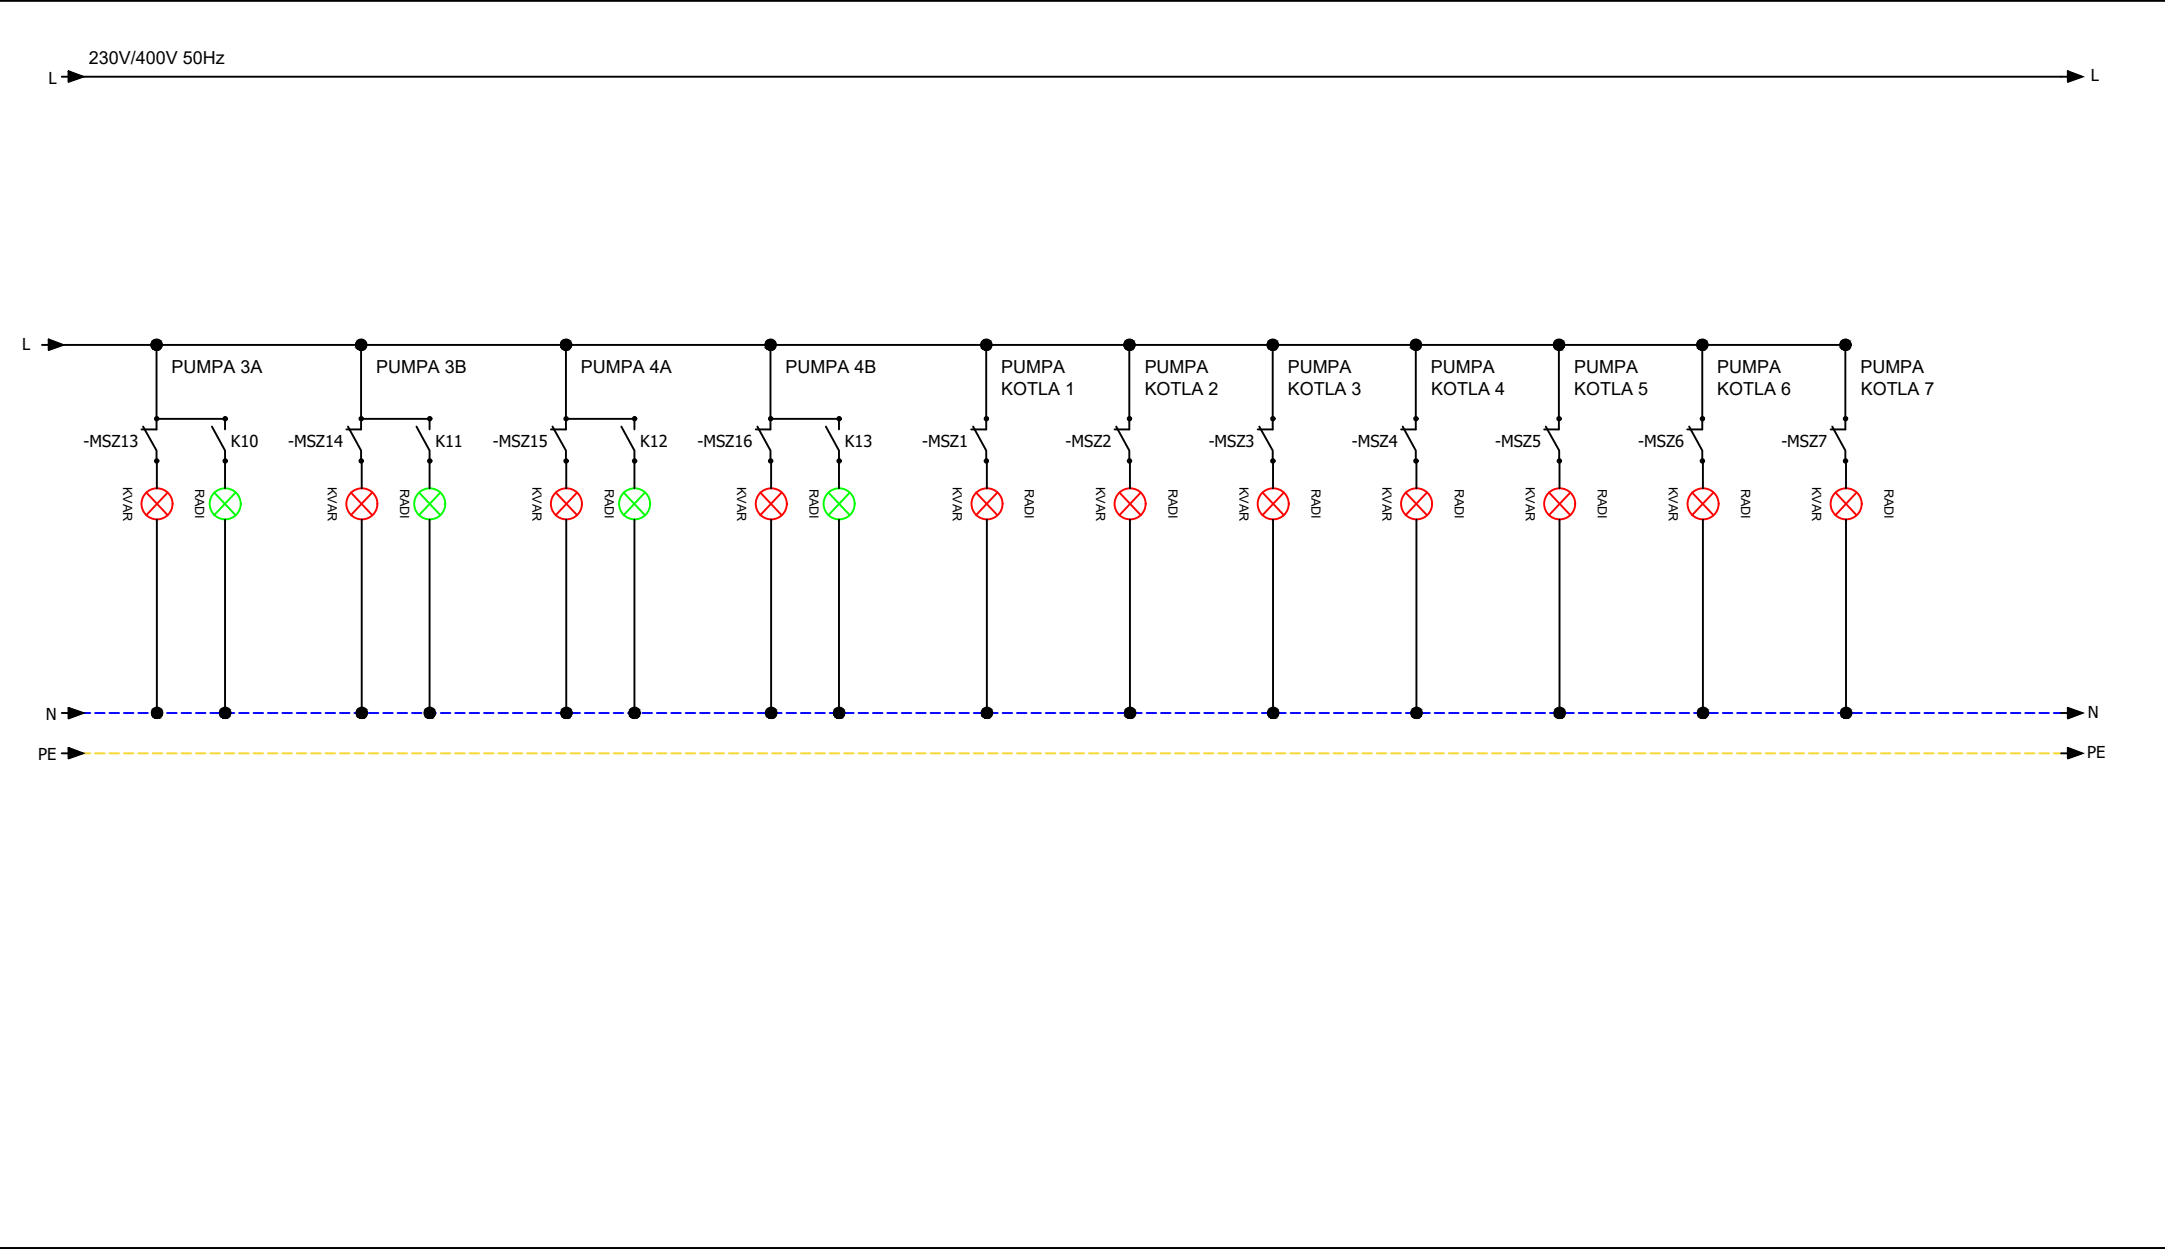 230V/400V 50Hz
L
L
L
PUMPA 3A
PUMPA 3B
PUMPA 4A
PUMPA 4B
PUMPA
KOTLA 1
PUMPA
KOTLA 2
PUMPA
KOTLA 3
PUMPA
KOTLA 4
PUMPA
KOTLA 5
PUMPA
KOTLA 6
PUMPA
KOTLA 7
-MSZ13
K10
-MSZ14
K11
-MSZ15
K12
-MSZ16
K13
-MSZ1
-MSZ2
-MSZ3
-MSZ4
-MSZ5
-MSZ6
-MSZ7
KVAR
RADI
KVAR
RADI
KVAR
RADI
KVAR
RADI
KVAR
RADI
KVAR
RADI
KVAR
RADI
KVAR
RADI
KVAR
RADI
KVAR
RADI
KVAR
RADI
N
N
PE
PE